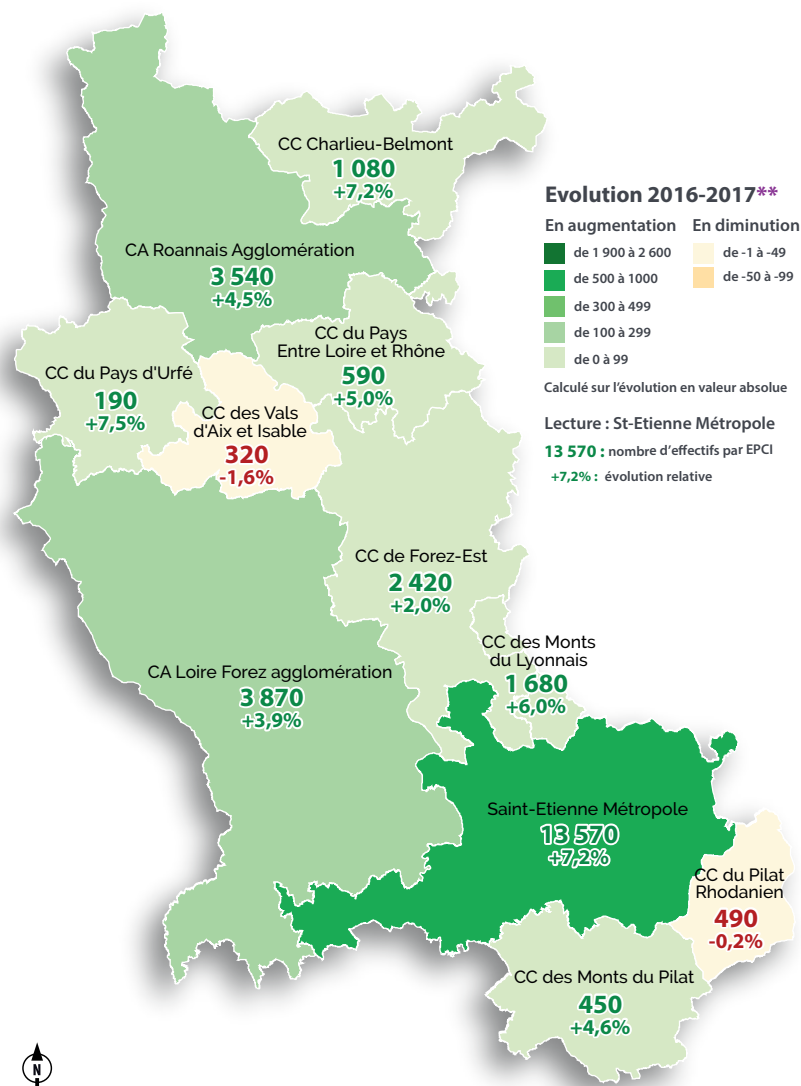 CC Charlieu-Belmont
1 080
+7,2%
CA Roannais Agglomération
3 540
+4,5%
CC du Pays
Entre Loire et Rhône
590
+5,0%
CC du Pays d'Urfé
190
+7,5%
CC des Vals
d'Aix et Isable
320
-1,6%
CC de Forez-Est
2 420
+2,0%
CC des Monts
du Lyonnais
1 680
+6,0%
CA Loire Forez agglomération
3 870
+3,9%
Saint-Etienne Métropole
13 570
+7,2%
CC du Pilat
Rhodanien
490
-0,2%
CC des Monts du Pilat
450
+4,6%
Evolution 2016-2017**
En augmentation En diminution
de 1 900 à 2 600 de -1 à -49
de 500 à 1000 de -50 à -99
de 300 à 499
de 100 à 299
de 0 à 99
Calculé sur l'évolution en valeur absolue
Lecture : St-Etienne Métropole
13 570 : nombre d'effectifs par EPCI
+7,2% : évolution relative
N